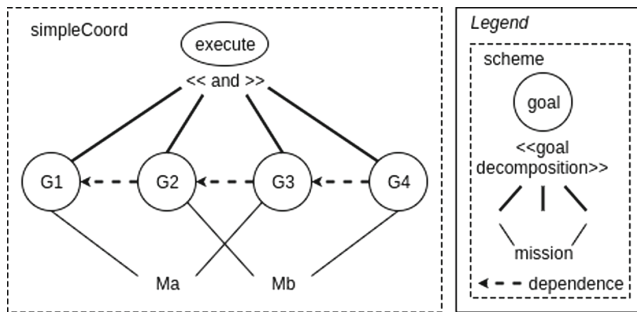 simpleCoord
execute
<< and >>
G1 G2 G3 G4
Ma Mb
Legend
scheme
goal
<<goal
decomposition>>
mission
dependence